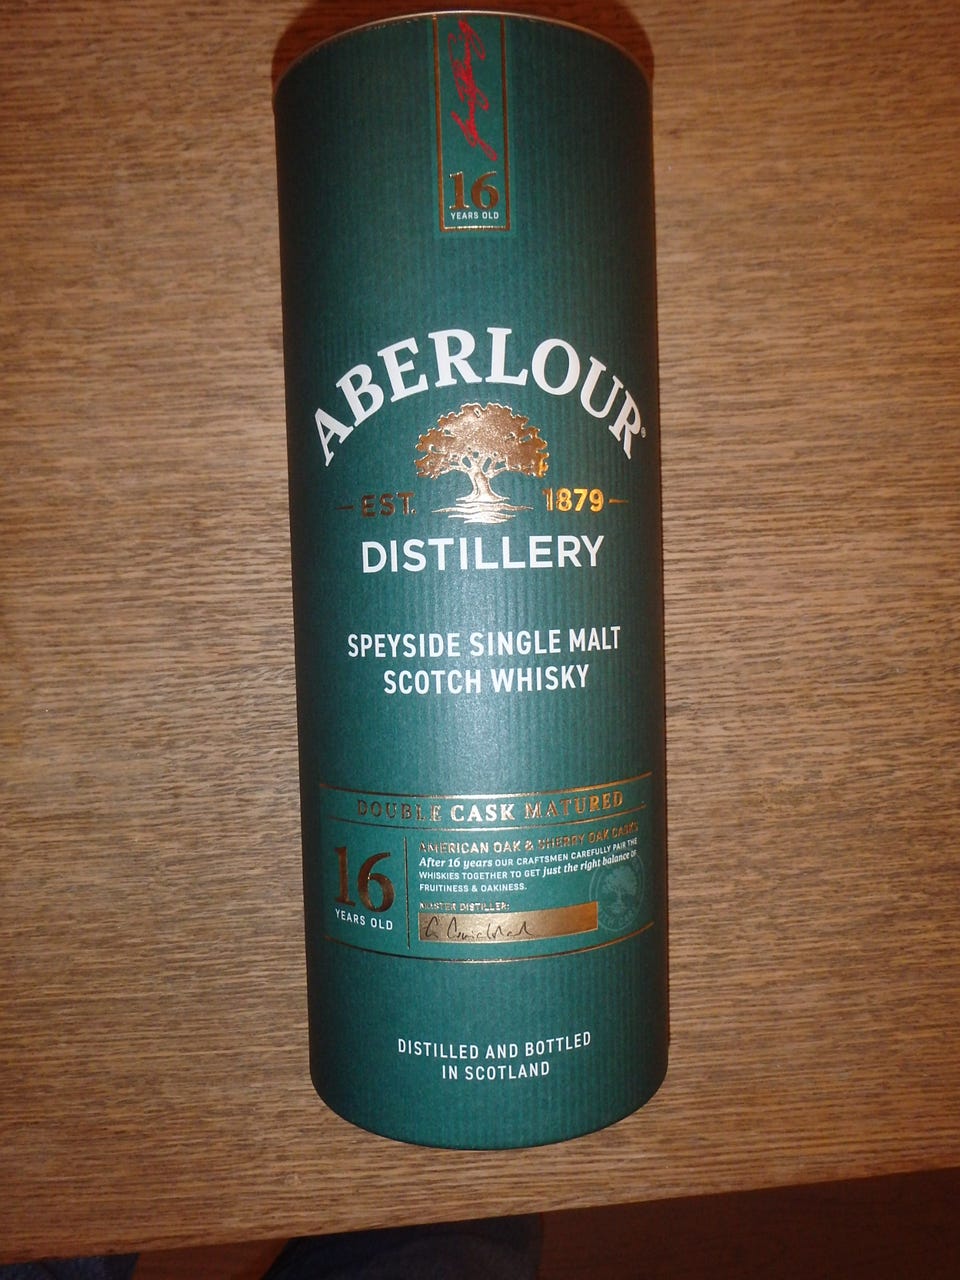 16
YEARS OLD
ABERLOUR®
EST. 1879
DISTILLERY
SPEYSIDE SINGLE MALT
SCOTCH WHISKY
DOUBLE CASK MATURED
16
YEARS OLD
AMERICAN OAK & SHERRY OAK CASKS
After 16 years OUR CRAFTSMEN CAREFULLY PAIR THE
WHISKIES TOGETHER TO GET just the right balance OF
FRUITINESS & OAKINESS.
MASTER DISTILLER:
DISTILLED AND BOTTLED
IN SCOTLAND